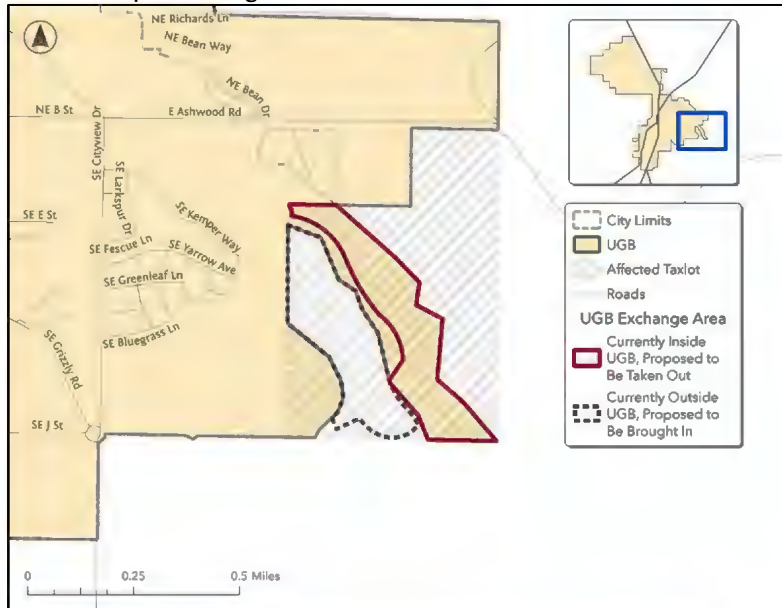 NE Richards Ln
NE Bean Way
NE Bean Dr
NE B St
E Ashwood Rd
SE Cityview Dr
SE Larkspur Dr
SE E St
SE Kemper Way
SE Fescue Ln
SE Yarrow Ave
SE Greenleaf Ln
SE Bluegrass Ln
SE Grizzly Rd
SE J St
0 0.25 0.5 Miles
City Limits
UGB
Affected Taxlot
Roads
UGB Exchange Area
Currently Inside
UGB, Proposed to
Be Taken Out
Currently Outside
UGB, Proposed to
Be Brought In